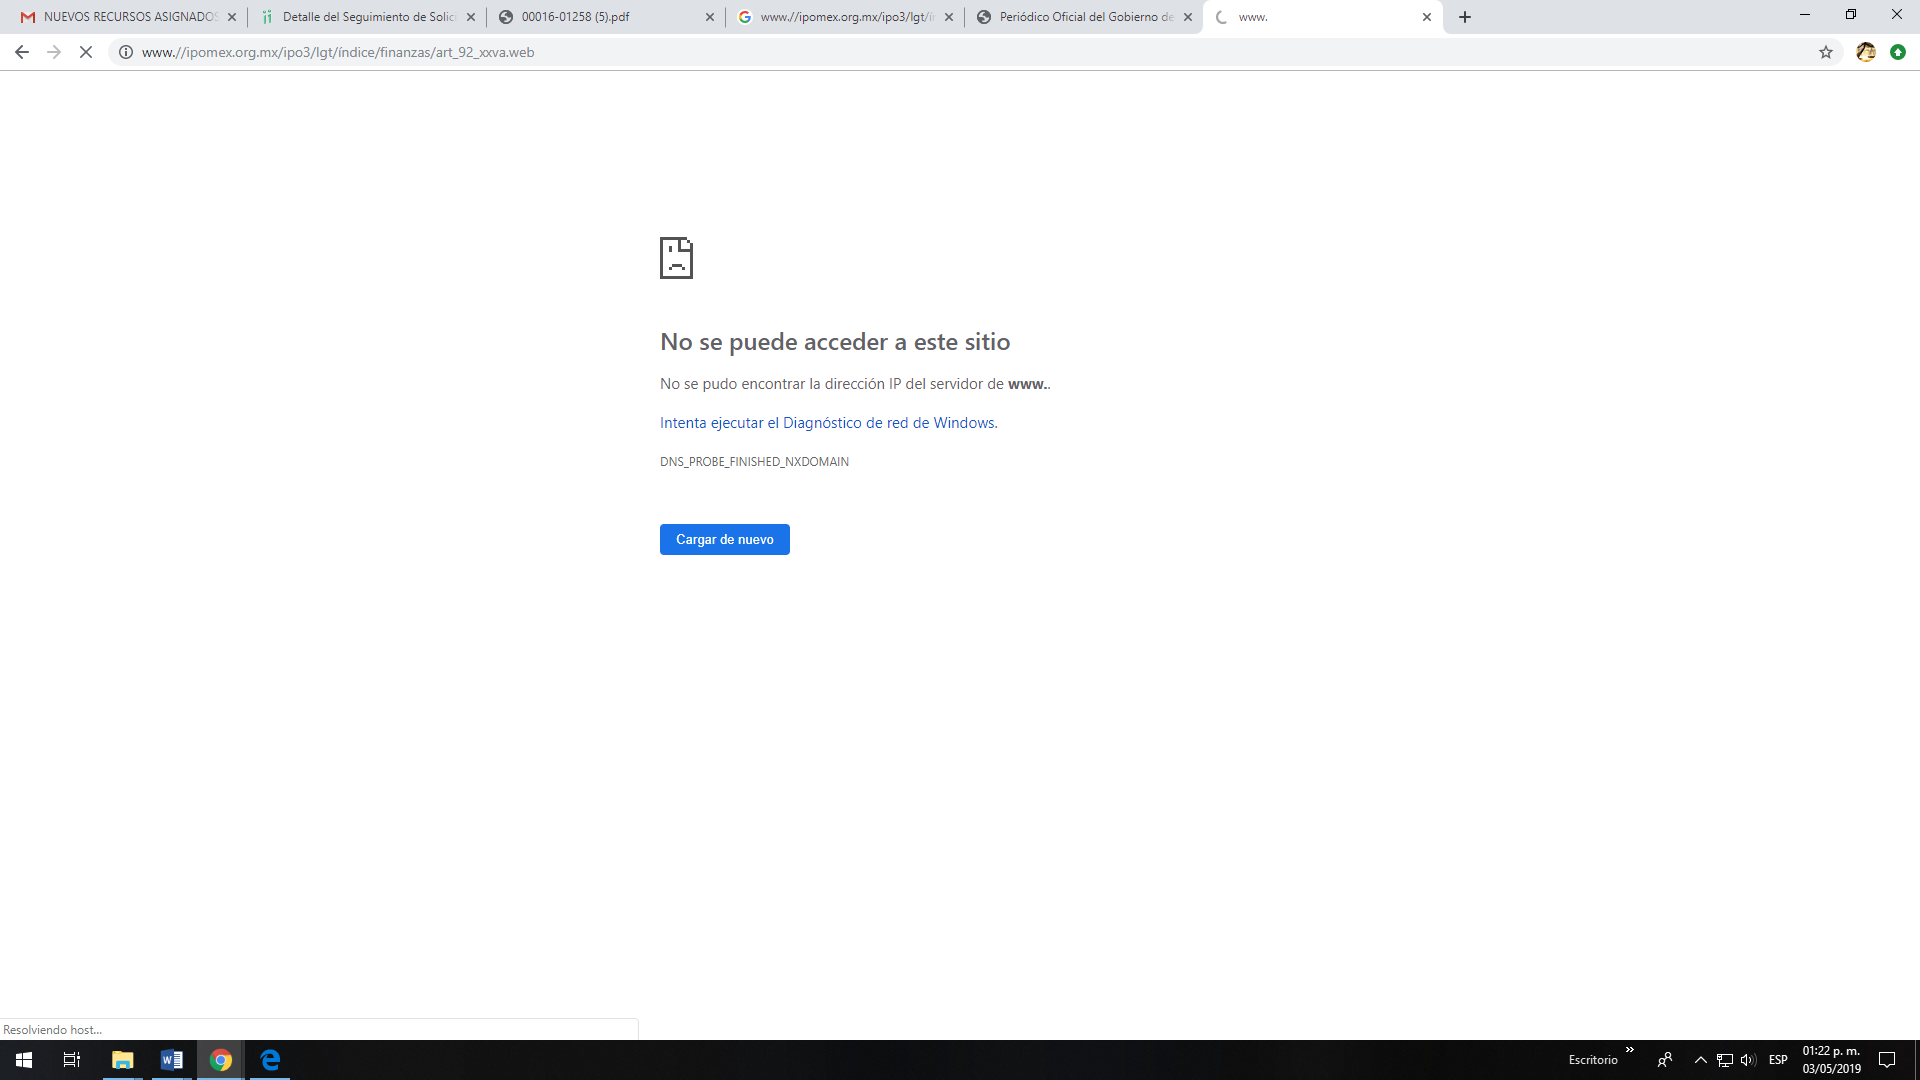 NUEVOS RECURSOS ASIGNADOS
Detalle del Seguimiento de Solici
00016-01258 (5).pdf
www.//ipomex.org.mx/ipo3/lgt/í
Periódico Oficial del Gobierno de
www.
www.//ipomex.org.mx/ipo3/lgt/índice/finanzas/art_92_xxva.web
No se puede acceder a este sitio
No se pudo encontrar la dirección IP del servidor de www..
Intenta ejecutar el Diagnóstico de red de Windows.
DNS_PROBE_FINISHED_NXDOMAIN
Cargar de nuevo
Resolviendo host...
Escritorio
ESP
01:22 p. m.
03/05/2019